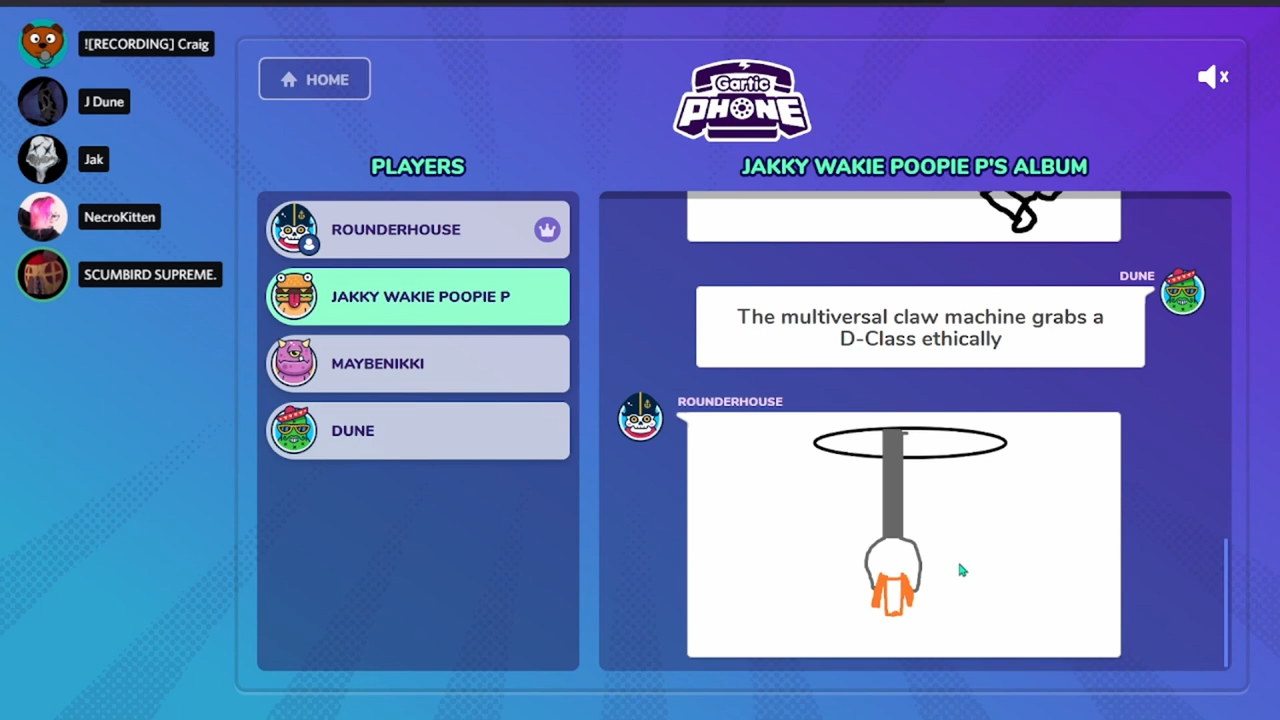 ![RECORDING] Craig
J Dune
Jak
NecroKitten
SCUMBIRD SUPREME.
HOME
Gartic
PHONE
PLAYERS
ROUNDERHOUSE
JAKKY WAKIE POOPIE P
MAYBENIKKI
DUNE
JAKKY WAKIE POOPIE P'S ALBUM
DUNE
The multiversal claw machine grabs a
D-Class ethically
ROUNDERHOUSE